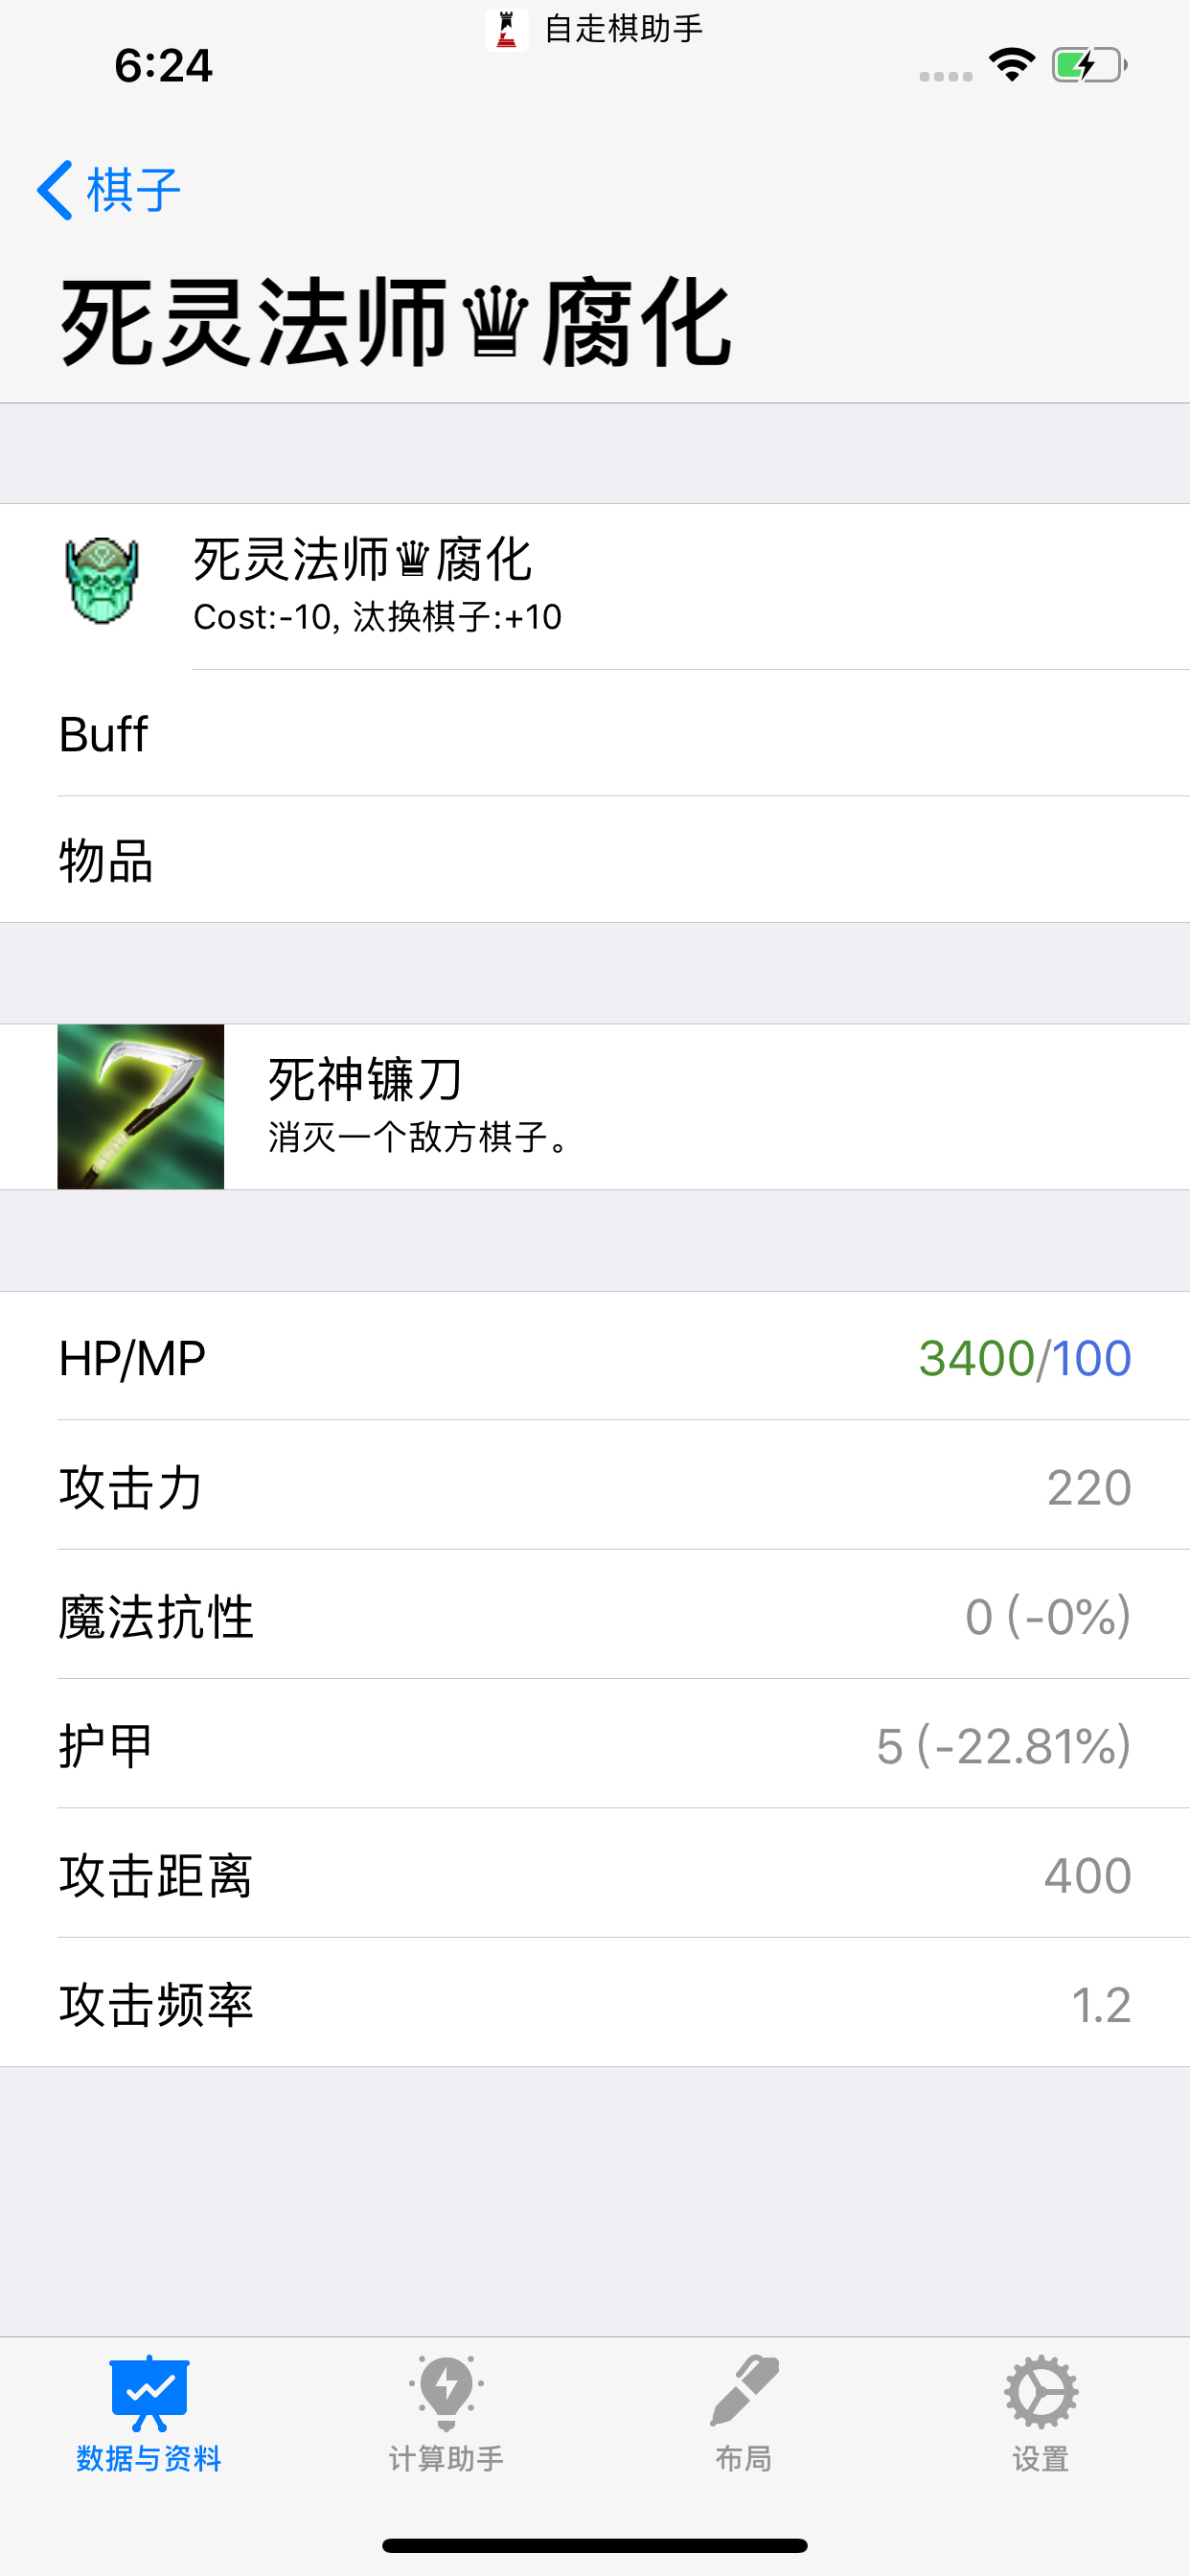 自走棋助手
6:24
棋子
死灵法师♛腐化
死灵法师♛腐化
Cost:-10, 汰换棋子:+10
Buff
物品
死神镰刀
消灭一个敌方棋子。
HP/MP 3400/100
攻击力 220
魔法抗性 0 (-0%)
护甲 5 (-22.81%)
攻击距离 400
攻击频率 1.2
数据与资料 计算助手 布局 设置